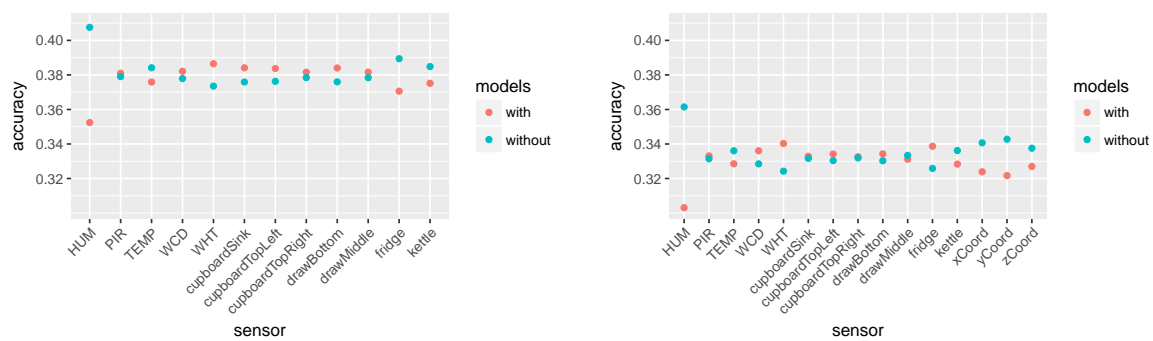 0.40
0.38
0.36
0.34
0.32
accuracy
HUM
PIR
TEMP
WCD
WHT
cupboardSink
cupboardTopLeft
cupboardTopRight
drawBottom
drawMiddle
fridge
kettle
sensor
models
with
without
0.40
0.38
0.36
0.34
0.32
accuracy
HUM
PIR
TEMP
WCD
WHT
cupboardSink
cupboardTopLeft
cupboardTopRight
drawBottom
drawMiddle
fridge
kettle
xCoord
yCoord
zCoord
sensor
models
with
without